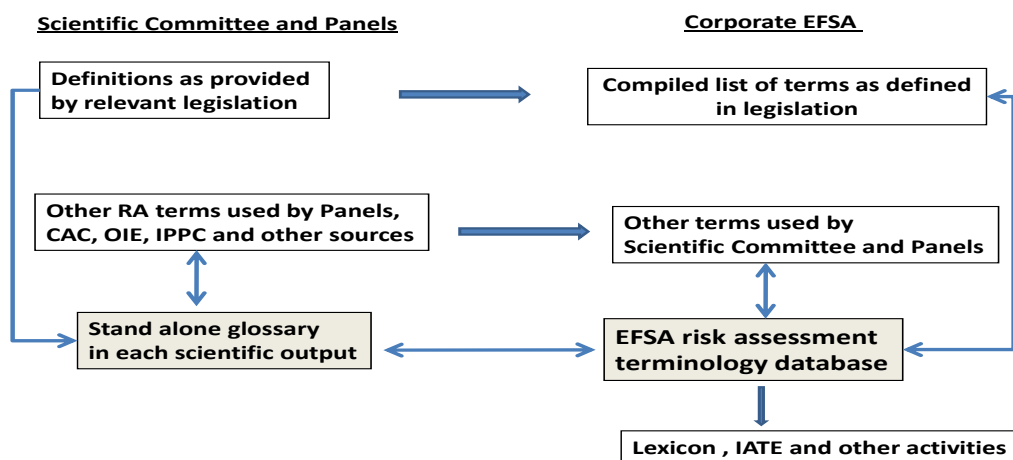 Scientific Committee and Panels
Corporate EFSA
Definitions as provided
by relevant legislation
Compiled list of terms as defined
in legislation
Other RA terms used by Panels,
CAC, OIE, IPPC and other sources
Other terms used by
Scientific Committee and Panels
Stand alone glossary
in each scientific output
EFSA risk assessment
terminology database
Lexicon , IATE and other activities